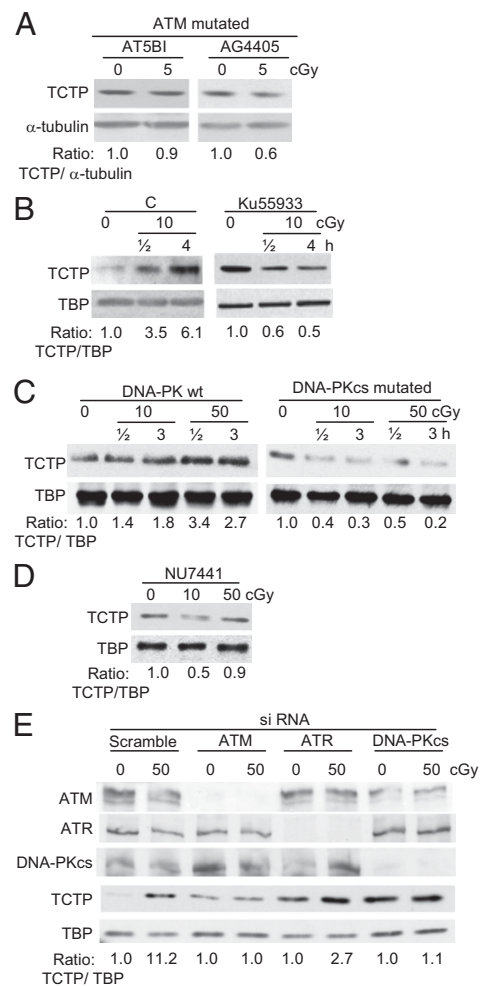 A
ATM mutated
AT5BI AG4405
0 5 0 5 cGy
TCTP
α-tubulin
Ratio: 1.0 0.9 1.0 0.6
TCTP/ α-tubulin
B
C Ku55933
0 10 0 10 cGy
½ 4 ½ 4 h
TCTP
TBP
Ratio: 1.0 3.5 6.1 1.0 0.6 0.5
TCTP/TBP
C
DNA-PK wt DNA-PKcs mutated
0 10 50 0 10 50 cGy
½ 3 ½ 3 ½ 3 ½ 3 h
TCTP
TBP
Ratio: 1.0 1.4 1.8 3.4 2.7 1.0 0.4 0.3 0.5 0.2
TCTP/ TBP
D
NU7441
0 10 50 cGy
TCTP
TBP
Ratio: 1.0 0.5 0.9
TCTP/TBP
E
si RNA
Scramble ATM ATR DNA-PKcs
0 50 0 50 0 50 0 50 cGy
ATM
ATR
DNA-PKcs
TCTP
TBP
Ratio: 1.0 11.2 1.0 1.0 1.0 2.7 1.0 1.1
TCTP/ TBP